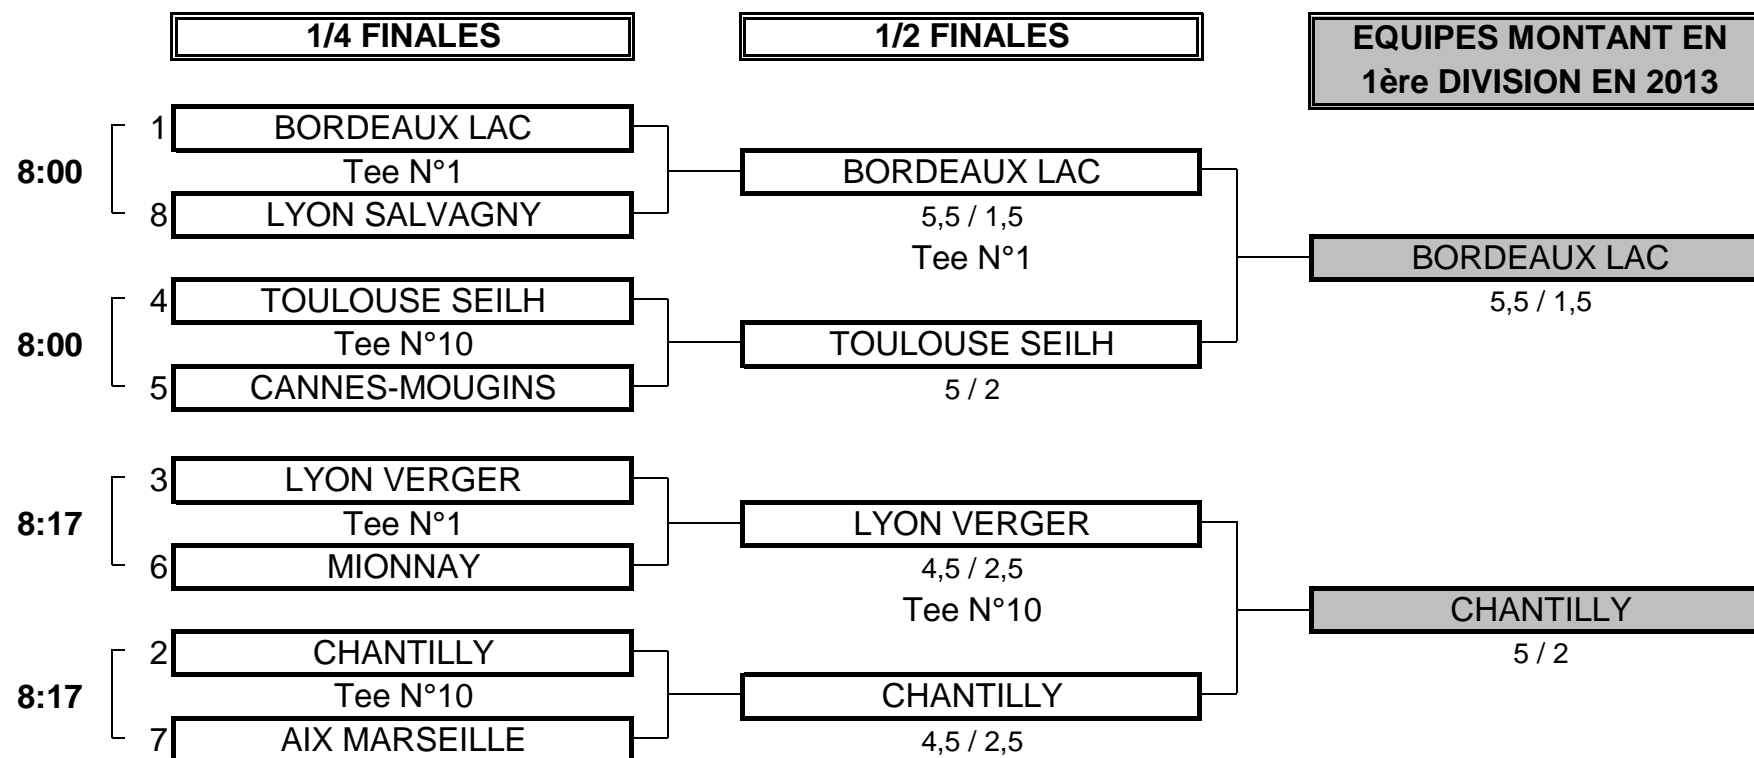 1/4 FINALES
1/2 FINALES
EQUIPES MONTANT EN
1ère DIVISION EN 2013
1 BORDEAUX LAC
8:00 Tee N°1 BORDEAUX LAC
8 LYON SALVAGNY 5,5 / 1,5
Tee N°1 BORDEAUX LAC
4 TOULOUSE SEILH 5,5 / 1,5
8:00 Tee N°10 TOULOUSE SEILH
5 CANNES-MOUGINS 5 / 2
3 LYON VERGER
8:17 Tee N°1 LYON VERGER
6 MIONNAY 4,5 / 2,5
Tee N°10 CHANTILLY
2 CHANTILLY 5 / 2
8:17 Tee N°10 CHANTILLY
7 AIX MARSEILLE 4,5 / 2,5